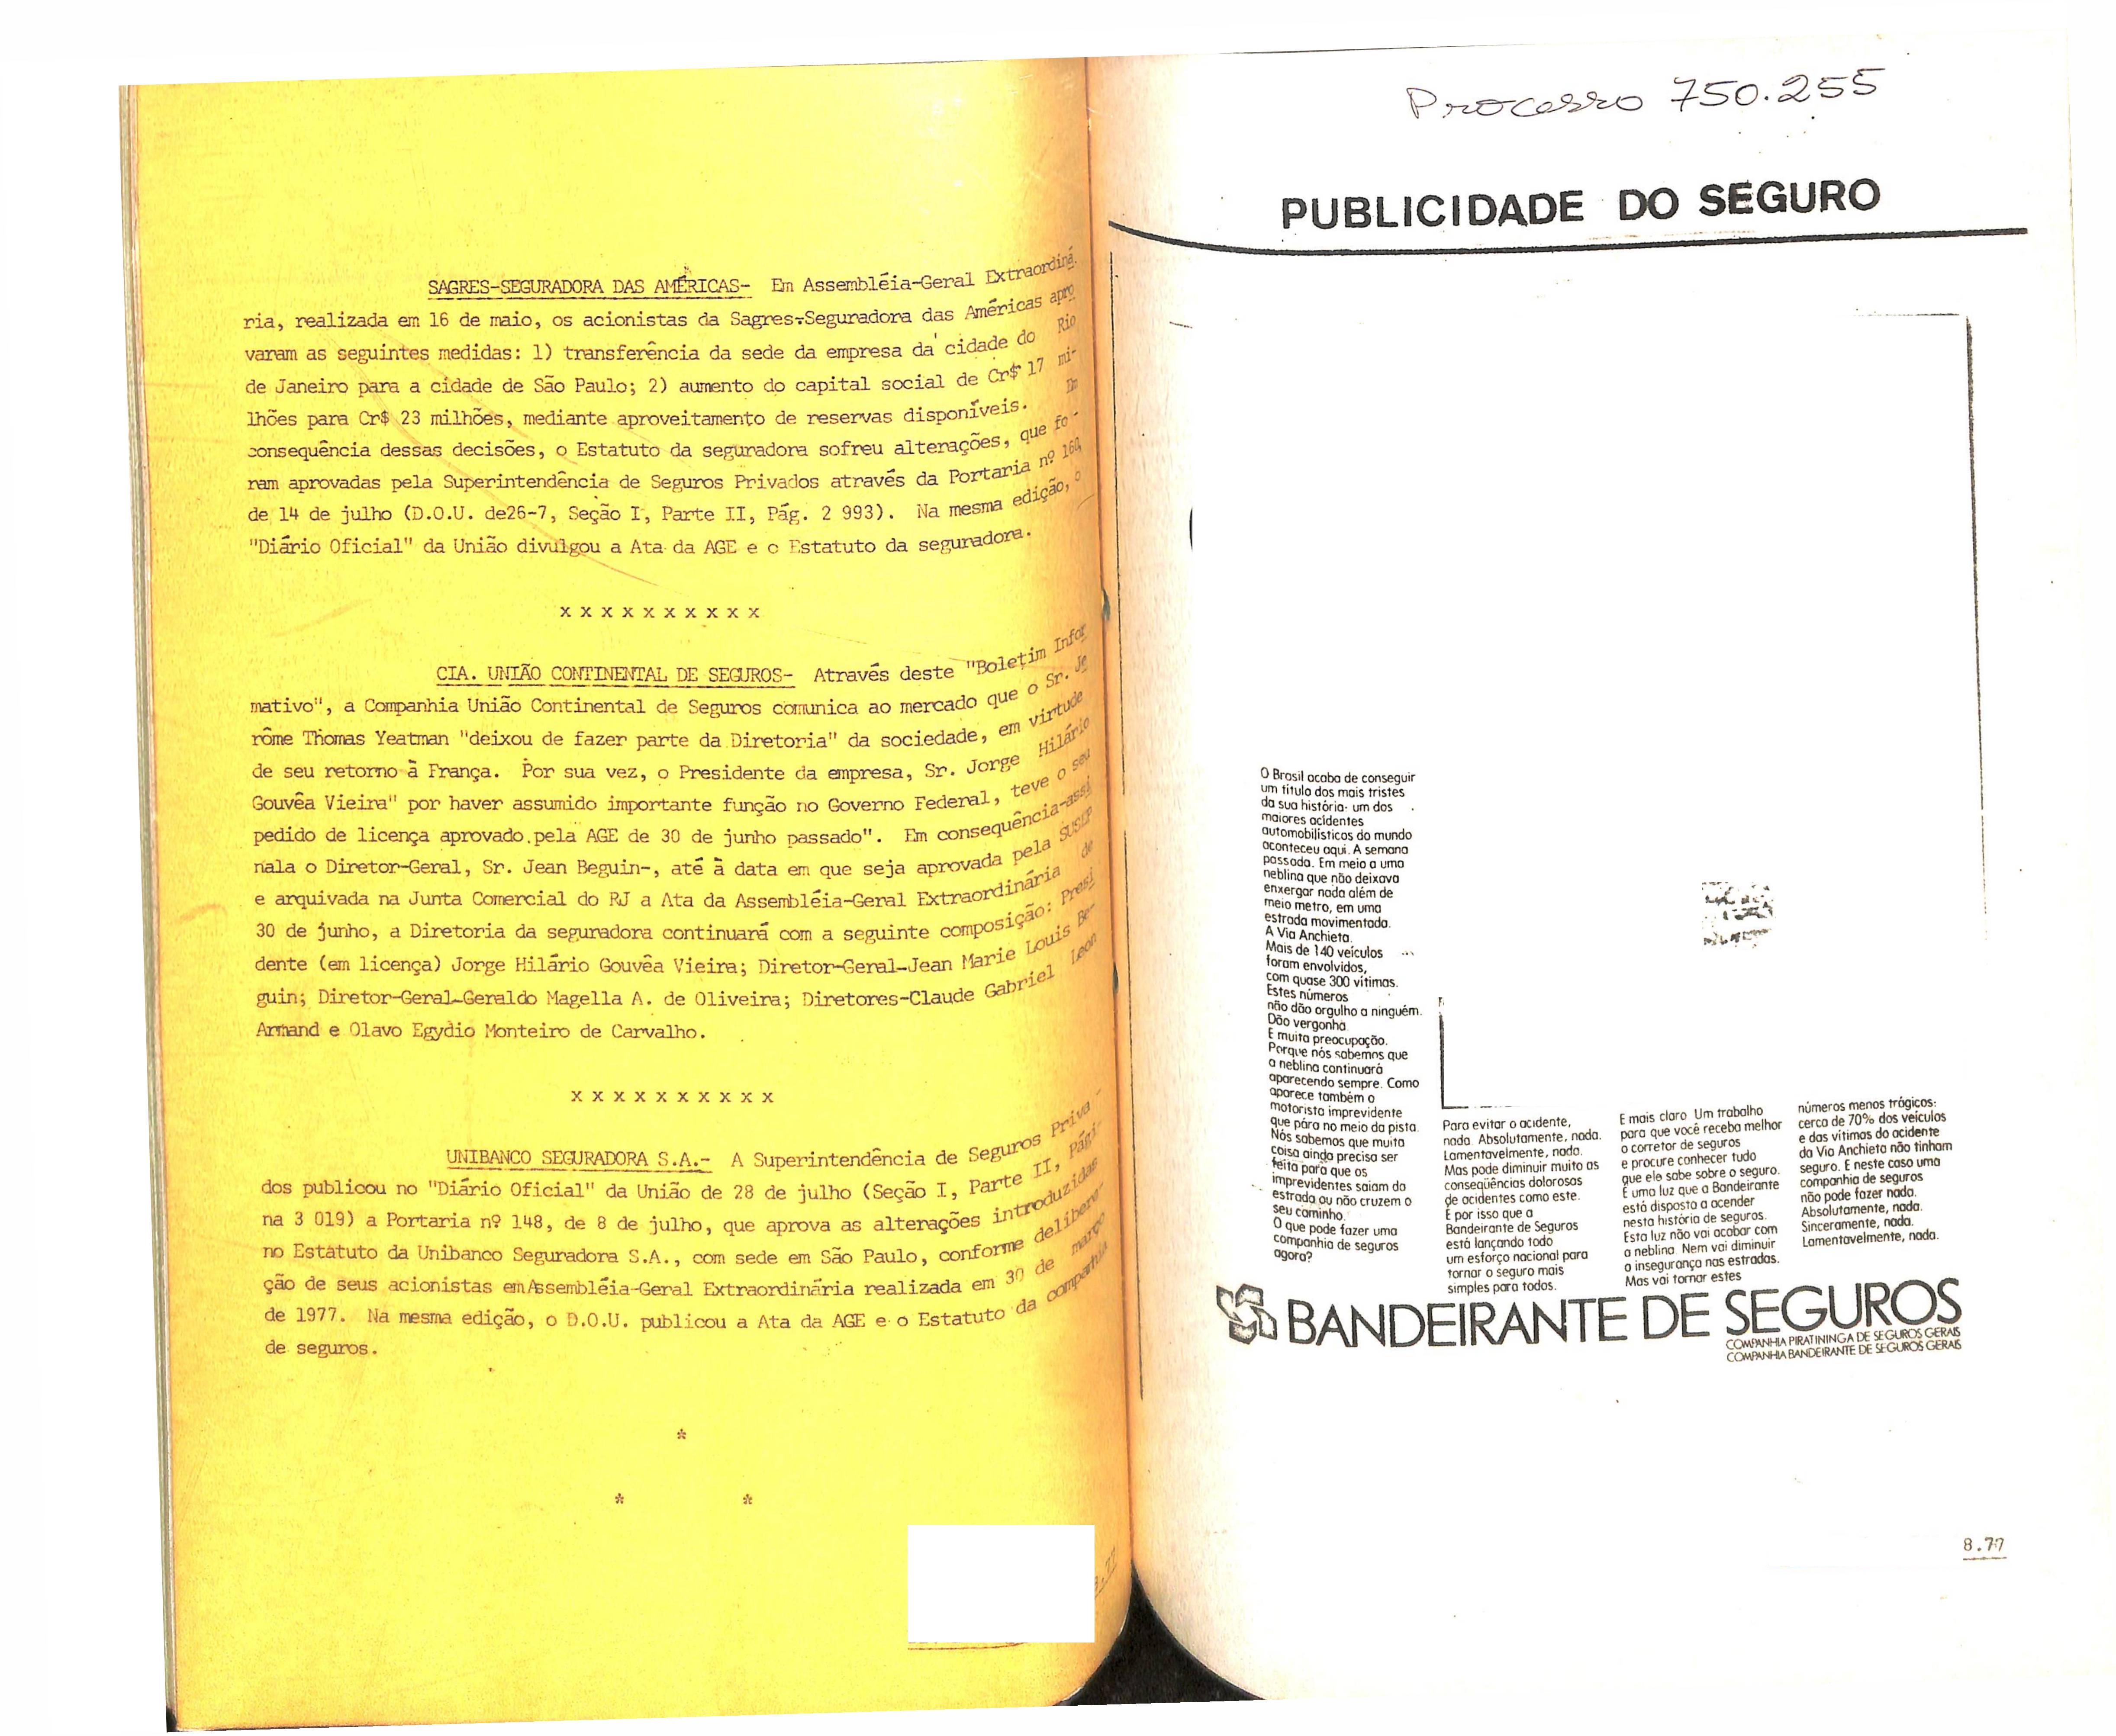 SAGRES-SEGURADORA DAS AMÉRICAS- Em Assembléia-Geral Extraordiná
ria, realizada em 16 de maio, os acionistas da Sagres-Seguradora das Américas apro
varam as seguintes medidas: 1) transferência da sede da empresa da cidade do Rio
de Janeiro para a cidade de São Paulo; 2) aumento do capital social de Cr$ 17 mi-
lhões para Cr$ 23 milhões, mediante aproveitamento de reservas disponíveis. Em
consequência dessas decisões, o Estatuto da seguradora sofreu alterações, que fo -
ram aprovadas pela Superintendência de Seguros Privados através da Portaria nº 160,
de 14 de julho (D.O.U. de26-7, Seção I, Parte II, Pág. 2 993). Na mesma edição, o
"Diário Oficial" da União divulgou a Ata da AGE e o Estatuto da seguradora.
x x x x x x x x x x
CIA. UNIÃO CONTINENTAL DE SEGUROS- Através deste "Boletim Infor
mativo", a Companhia União Continental de Seguros comunica ao mercado que o Sr. Je
rôme Thomas Yeatman "deixou de fazer parte da Diretoria" da sociedade, em virtude
de seu retorno à França. Por sua vez, o Presidente da empresa, Sr. Jorge Hilário
Gouvêa Vieira" por haver assumido importante função no Governo Federal, teve o seu
pedido de licença aprovado pela AGE de 30 de junho passado". Em consequência-assi
nala o Diretor-Geral, Sr. Jean Beguin-, até à data em que seja aprovada pela SUSEP
e arquivada na Junta Comercial do RJ a Ata da Assembléia-Geral Extraordinária de
30 de junho, a Diretoria da seguradora continuará com a seguinte composição: Presi
dente (em licença) Jorge Hilário Gouvêa Vieira; Diretor-Geral-Jean Marie Louis Be-
guin; Diretor-Geral-Geraldo Magella A. de Oliveira; Diretores-Claude Gabriel Leon
Armand e Olavo Egydio Monteiro de Carvalho.
x x x x x x x x x x
UNIBANCO SEGURADORA S.A.- A Superintendência de Seguros Priva -
dos publicou no "Diário Oficial" da União de 28 de julho (Seção I, Parte II, Pági-
na 3 019) a Portaria nº 148, de 8 de julho, que aprova as alterações introduzidas
no Estatuto da Unibanco Seguradora S.A., com sede em São Paulo, conforme delibera-
ção de seus acionistas em Assembléia-Geral Extraordinária realizada em 30 de março
de 1977. Na mesma edição, o D.O.U. publicou a Ata da AGE e o Estatuto da companhia
de seguros.
*
* *
Processo 750.255
PUBLICIDADE DO SEGURO
O Brasil acaba de conseguir
um título dos mais tristes
da sua história: um dos
maiores acidentes
automobilísticos do mundo
aconteceu aqui. A semana
passada. Em meio a uma
neblina que não deixava
enxergar nada além de
meio metro, em uma
estrada movimentada.
A Via Anchieta.
Mais de 140 veículos
foram envolvidos,
com quase 300 vítimas.
Estes números
não dão orgulho a ninguém.
Dão vergonha
E muita preocupação.
Porque nós sabemos que
a neblina continuará
aparecendo sempre. Como
aparece também o
motorista imprevidente
que pára no meio da pista.
Nós sabemos que muita
coisa ainda precisa ser
feita para que os
imprevidentes saiam da
estrada ou não cruzem o
seu caminho.
O que pode fazer uma
companhia de seguros
agora?
Para evitar o acidente,
nada. Absolutamente, nada.
Lamentavelmente, nada.
Mas pode diminuir muito as
conseqüências dolorosas
de acidentes como este.
E por isso que a
Bandeirante de Seguros
está lançando todo
um esforço nacional para
tornar o seguro mais
simples para todos.
E mais claro Um trabalho
para que você receba melhor
o corretor de seguros
e procure conhecer tudo
que ele sabe sobre o seguro.
É uma luz que a Bandeirante
está disposta a acender
nesta história de seguros.
Esta luz não vai acabar com
a neblina. Nem vai diminuir
a insegurança nas estradas.
Mas vai tornar estes
números menos trágicos:
cerca de 70% dos veículos
e das vítimas do acidente
da Via Anchieta não tinham
seguro. E neste caso uma
companhia de seguros
não pode fazer nada.
Absolutamente, nada.
Sinceramente, nada.
Lamentavelmente, nada.
BANDEIRANTE DE SEGUROS
COMPANHIA PIRATININGA DE SEGUROS GERAIS
COMPANHIA BANDEIRANTE DE SEGUROS GERAIS
8.77